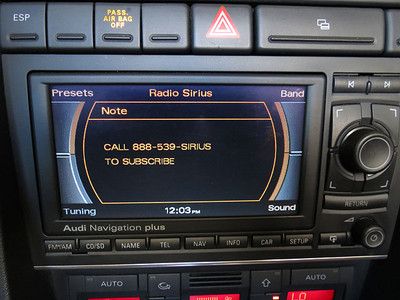 ESP
PASS.
AIR BAG
OFF
Presets
Radio Sirius
Band
Note
CALL 888-539-SIRIUS
TO SUBSCRIBE
Tuning
12:03PM
Sound
Audi Navigation plus
RETURN
FM/AM
CD/SD
NAME
TEL
NAV
INFO
CAR
SETUP
AUTO
AUTO